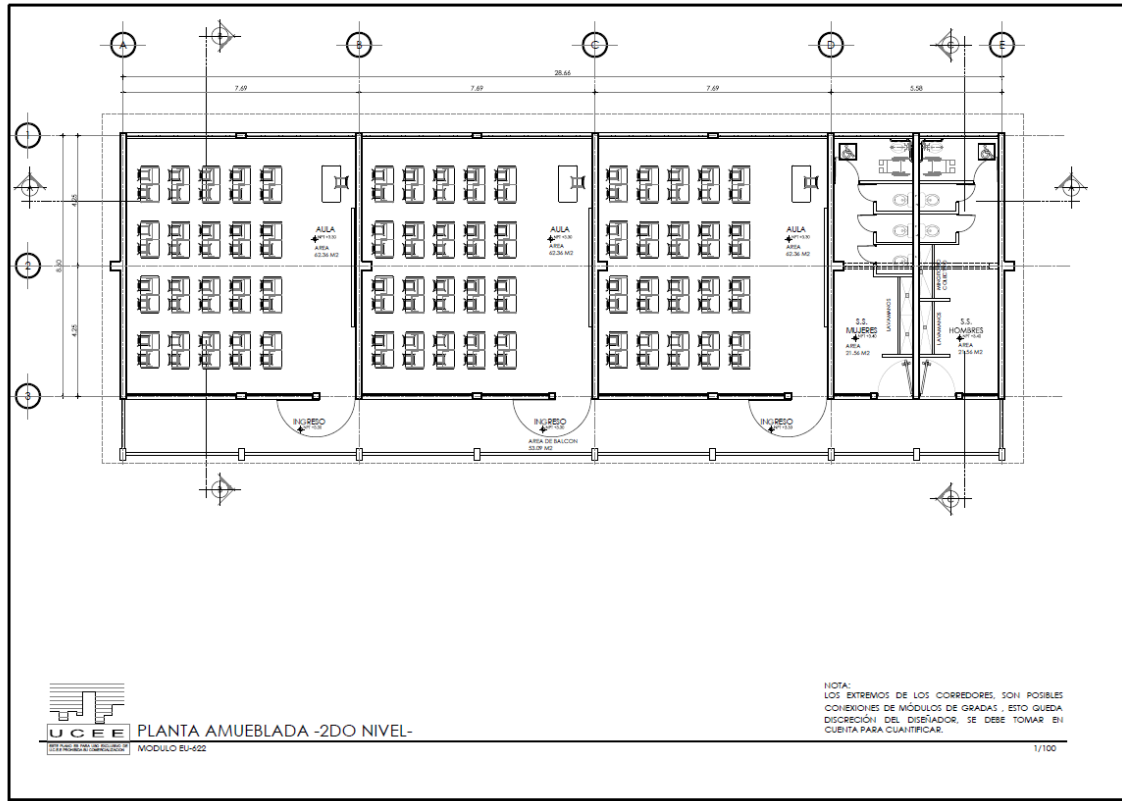 A
B
B
C
D
C
E
28.66
7.69
7.69
7.69
5.58
1
A
4.25
8.50
2
4.25
3
A
AULA
AREA
62.36 M2
AULA
AREA
62.36 M2
AULA
AREA
62.36 M2
LAVAMANOS
LAVAMANOS
S.S.
MUJERES
AREA
21.56 M2
S.S.
HOMBRES
AREA
21.56 M2
INGRESO
INGRESO
INGRESO
AREA DE BALCON
53.09 M2
B
C
UCEE
PLANTA AMUEBLADA -2DO NIVEL-
MODULO EU-622
NOTA:
LOS EXTREMOS DE LOS CORREDORES, SON POSIBLES
CONEXIONES DE MÓDULOS DE GRADAS , ESTO QUEDA
DISCRECIÓN DEL DISEÑADOR, SE DEBE TOMAR EN
CUENTA PARA CUANTIFICAR.
1/100